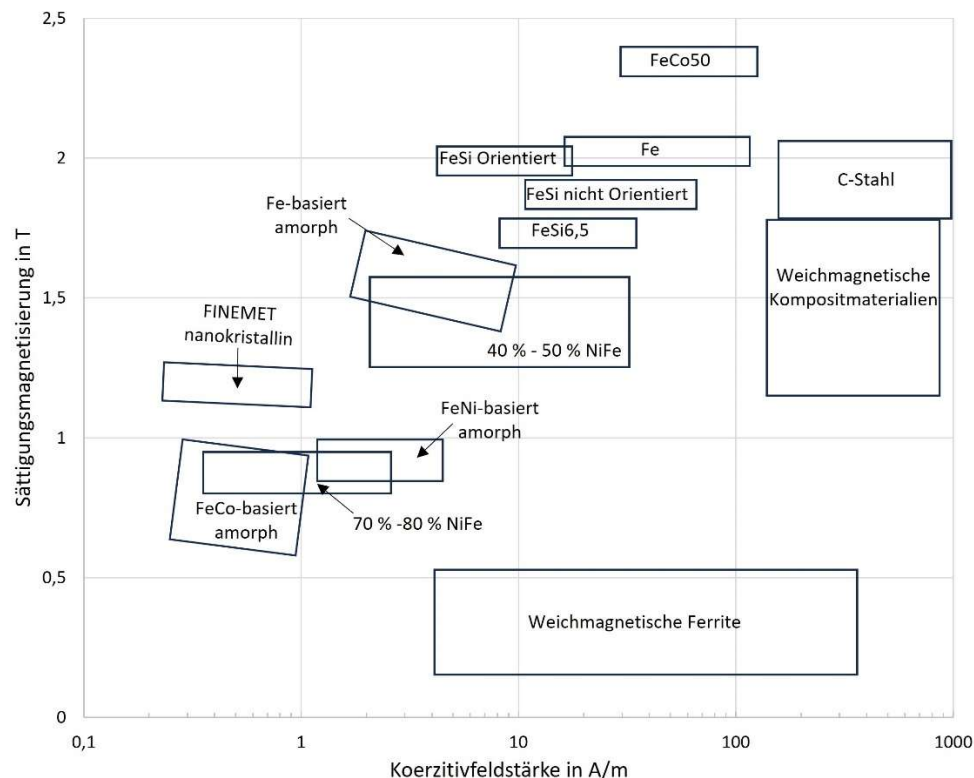 2,5
FeCo50
2
FeSi Orientiert
Fe
C-Stahl
FeSi nicht Orientiert
Fe-basiert
amorph
FeSi6,5
Weichmagnetische
Kompositmaterialien
1,5
FINEMET
nanokristallin
40 % - 50 % NiFe
FeNi-basiert
amorph
1
FeCo-basiert
amorph
70 % -80 % NiFe
0,5
Weichmagnetische Ferrite
0
0,1
1
10
100
1000
Koerzitivfeldstärke in A/m
Sättigungsmagnetisierung in T